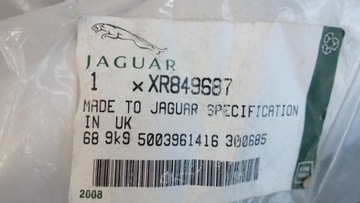 JAGUAR
1 x XR849687
MADE TO JAGUAR SPECIFICATION
IN UK
68 9k9 5003961416 300685
2008